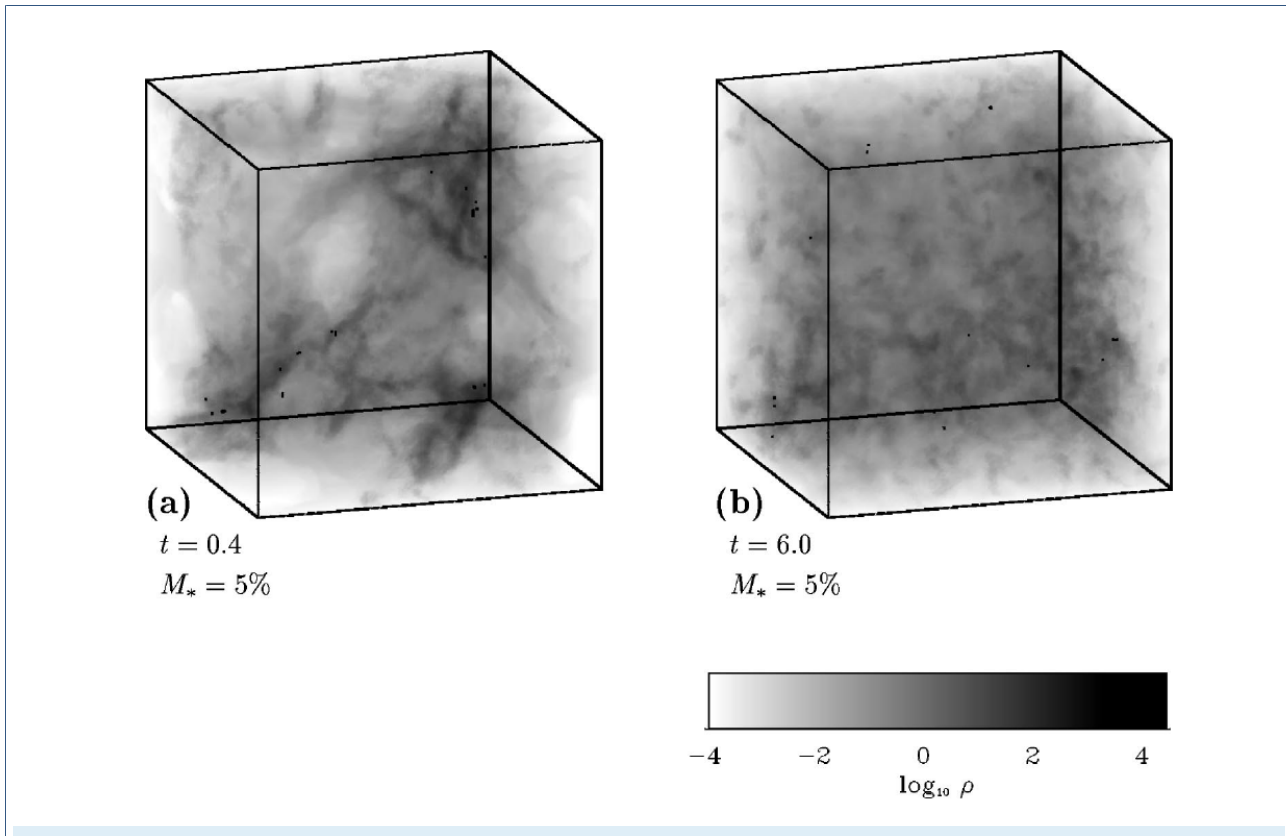 (a)
t = 0.4
M* = 5%
(b)
t = 6.0
M* = 5%
−4 −2 0 2 4
log₁₀ ρ